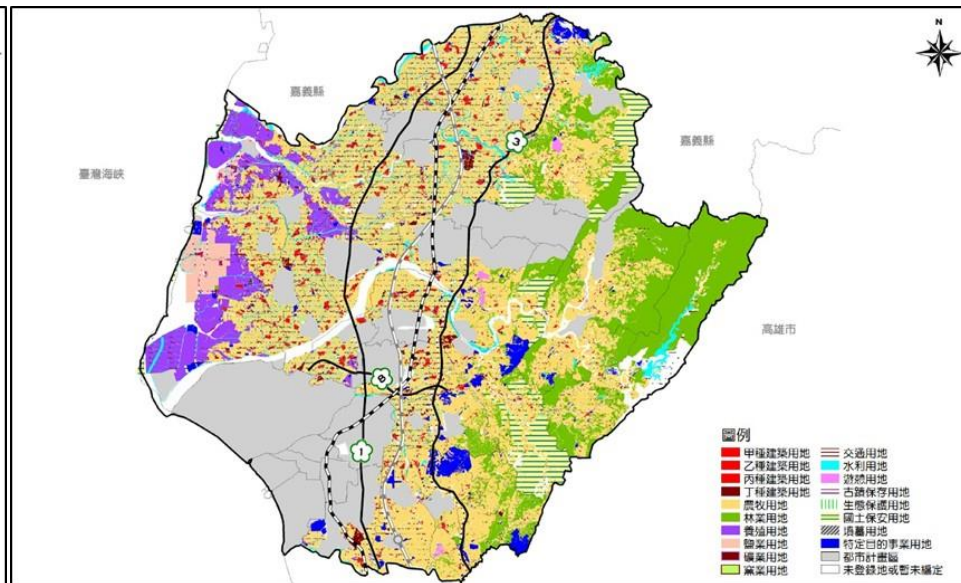 N
嘉義縣
嘉義縣
臺灣海峽
高雄市
3
8
1
圖例
甲種建築用地
乙種建築用地
丙種建築用地
丁種建築用地
農牧用地
林業用地
養殖用地
鹽業用地
礦業用地
窯業用地
交通用地
水利用地
遊憩用地
古蹟保存用地
生態保護用地
國土保安用地
墳墓用地
特定目的事業用地
都市計畫區
未登錄地或暫未編定